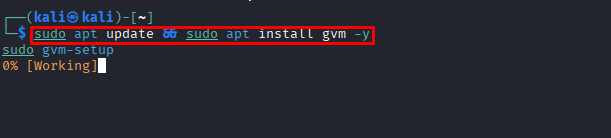 ┌──(kali㉿kali)-[~]
└─$ sudo apt update && sudo apt install gvm -y
sudo gvm-setup
0% [Working]